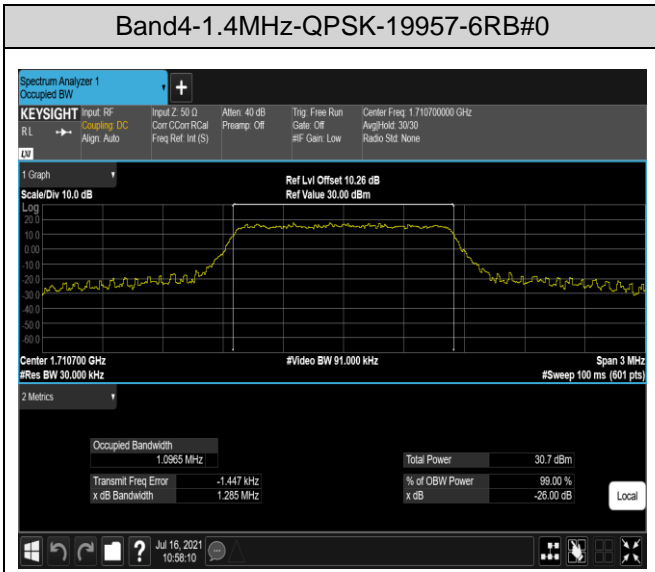 Band4-1.4MHz-QPSK-19957-6RB#0
Spectrum Analyzer 1
Occupied BW
+
KEYSIGHT
RL
LXI
Input: RF
Coupling: DC
Align: Auto
Input Z: 50 Ω
Corr CCorr RCal
Freq Ref: Int (S)
Atten: 40 dB
Preamp: Off
Trig: Free Run
Gate: Off
#IF Gain: Low
Center Freq: 1.710700000 GHz
Avg|Hold: 30/30
Radio Std: None
1 Graph
Scale/Div 10.0 dB
Ref Lvl Offset 10.26 dB
Ref Value 30.00 dBm
Log
20.0
10.0
0.00
-10.0
-20.0
-30.0
-40.0
-50.0
-60.0
Center 1.710700 GHz
#Video BW 91.000 kHz
Span 3 MHz
#Res BW 30.000 kHz
#Sweep 100 ms (601 pts)
2 Metrics
Occupied Bandwidth
1.0965 MHz
Total Power 30.7 dBm
Transmit Freq Error -1.447 kHz
% of OBW Power 99.00 %
x dB Bandwidth 1.285 MHz
x dB -26.00 dB
Local
?
Jul 16, 2021
10:58:10